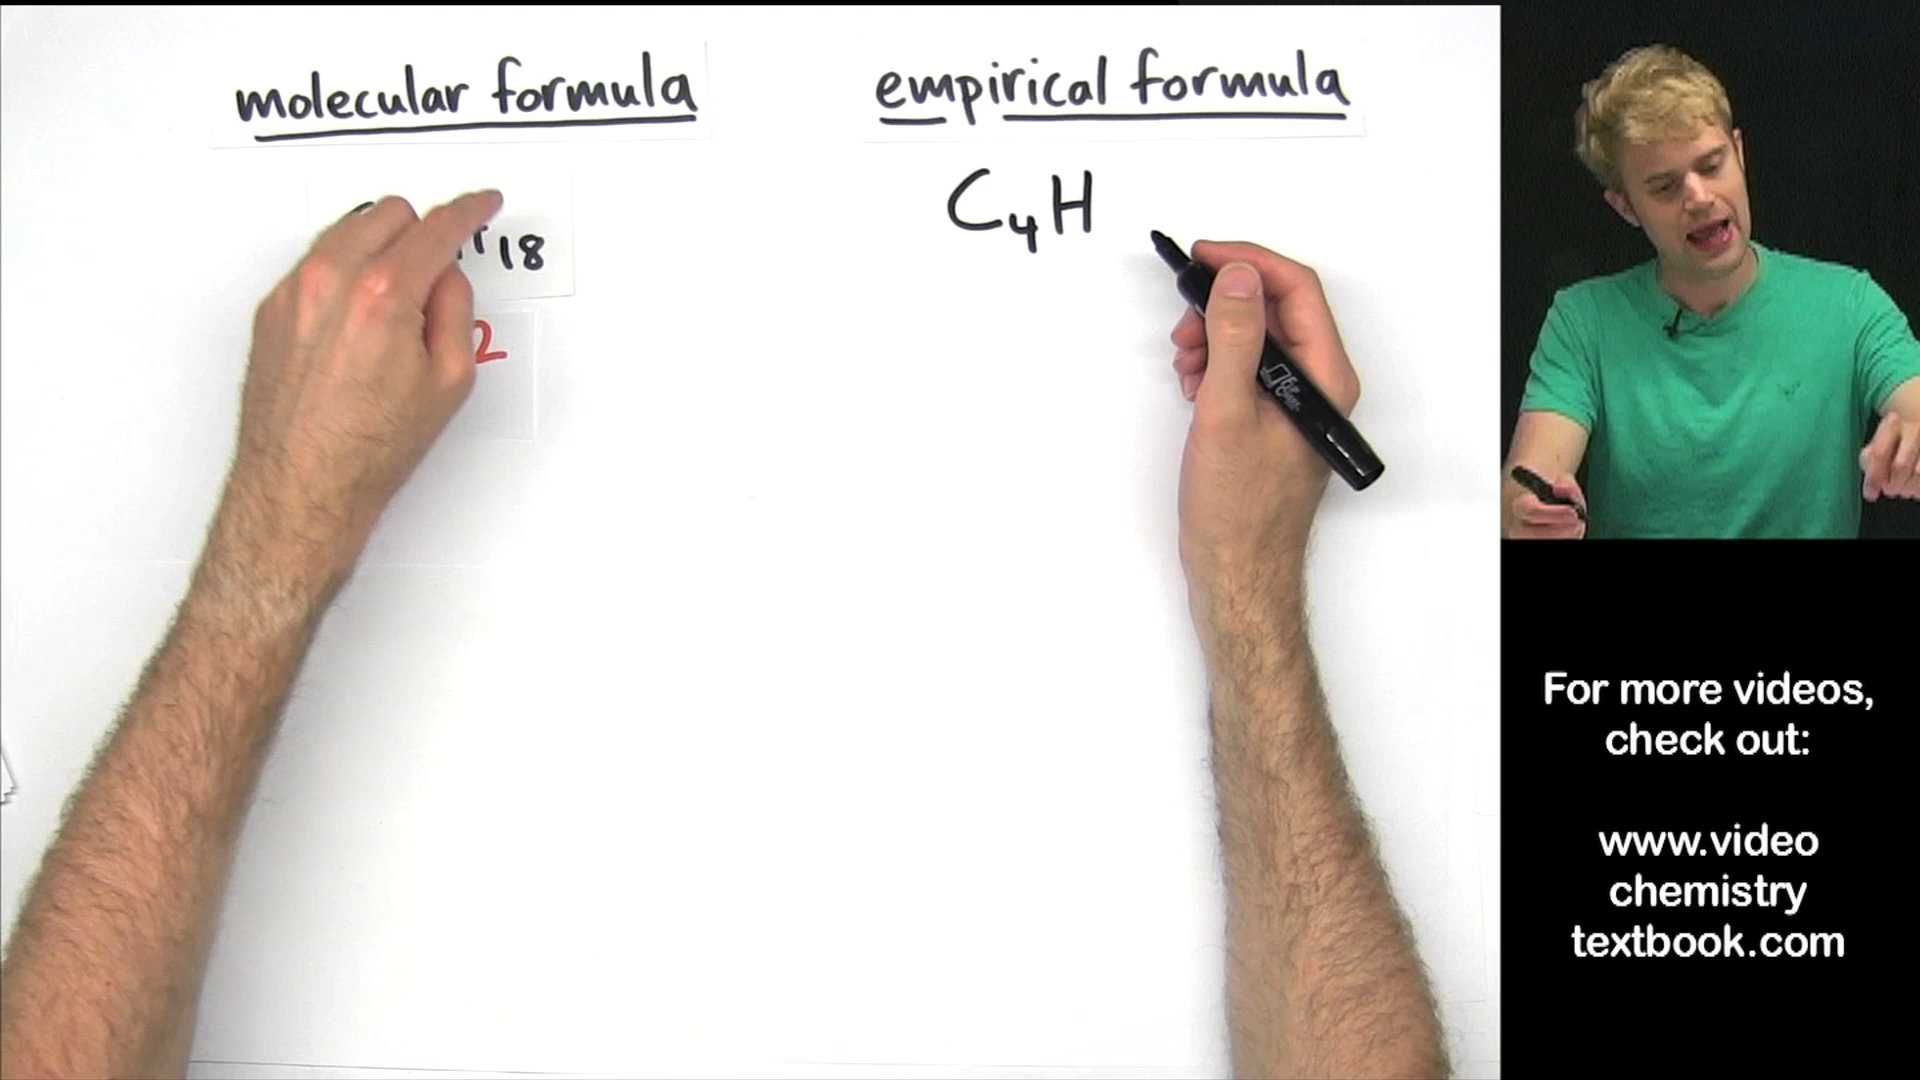 molecular formula
empirical formula
18
C₄H
2
For more videos,
check out:
www.video
chemistry
textbook.com